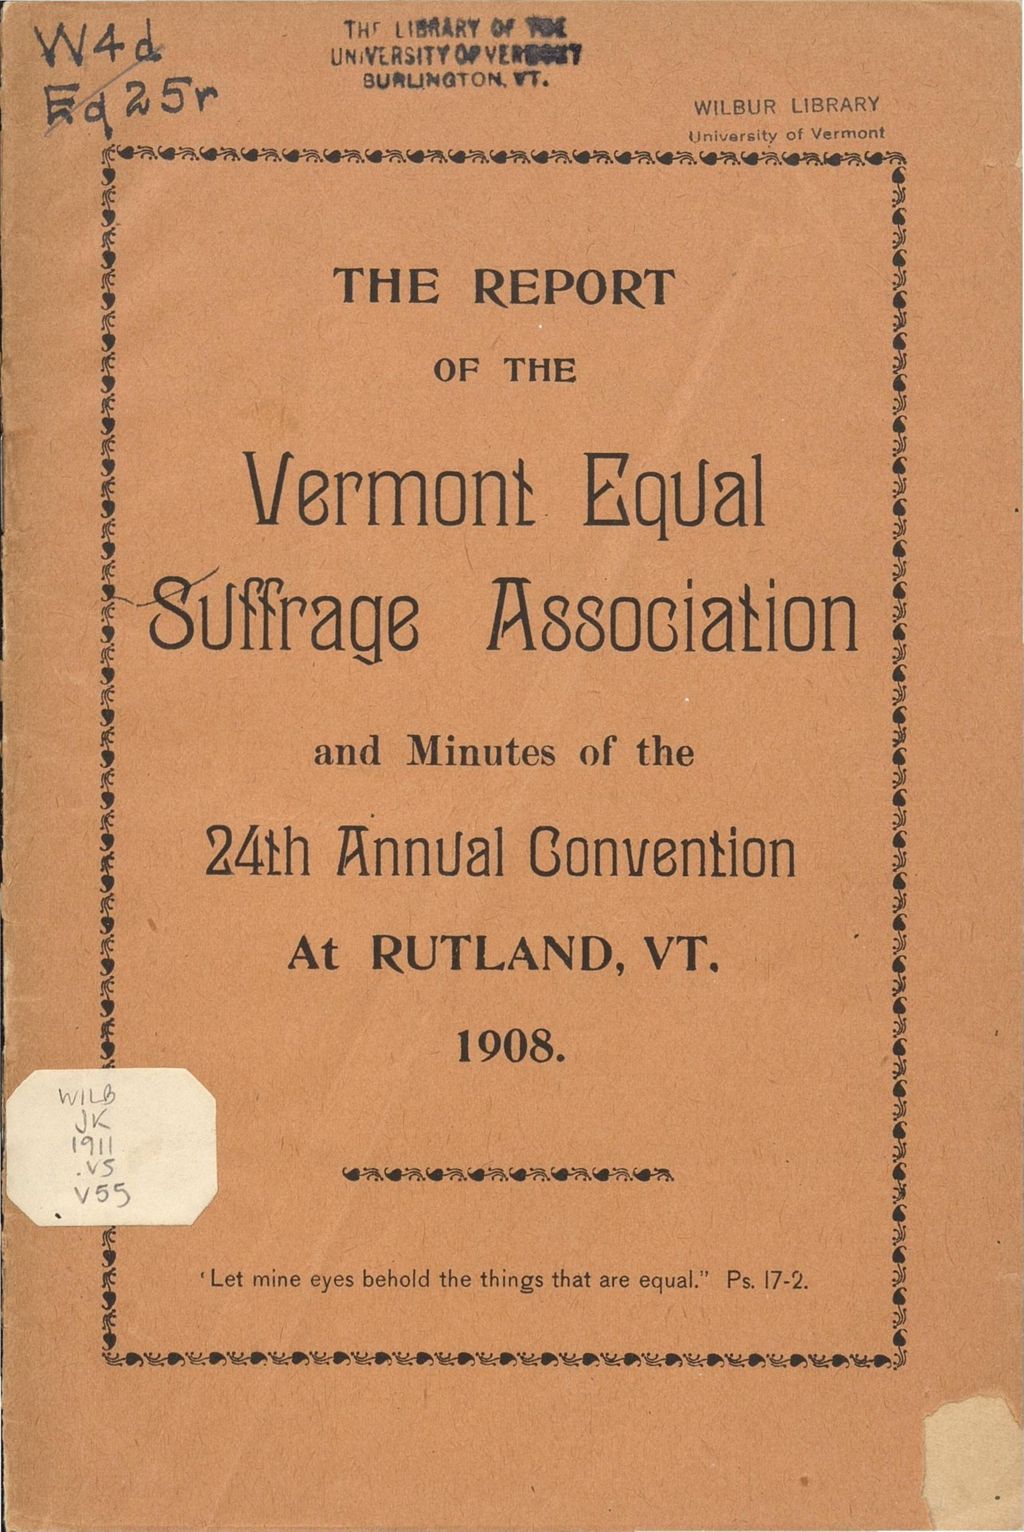 W4d
Eq25r
THE LIBRARY OF THE
UNIVERSITY OF VERMONT
BURLINGTON, VT.
WILBUR LIBRARY
University of Vermont
THE REPORT
OF THE
Vermont Equal
Suffrage Association
and Minutes of the
24th Annual Convention
At RUTLAND, VT.
1908.
WILB
JK
1911
.V5
V55
‘Let mine eyes behold the things that are equal.” Ps. 17-2.